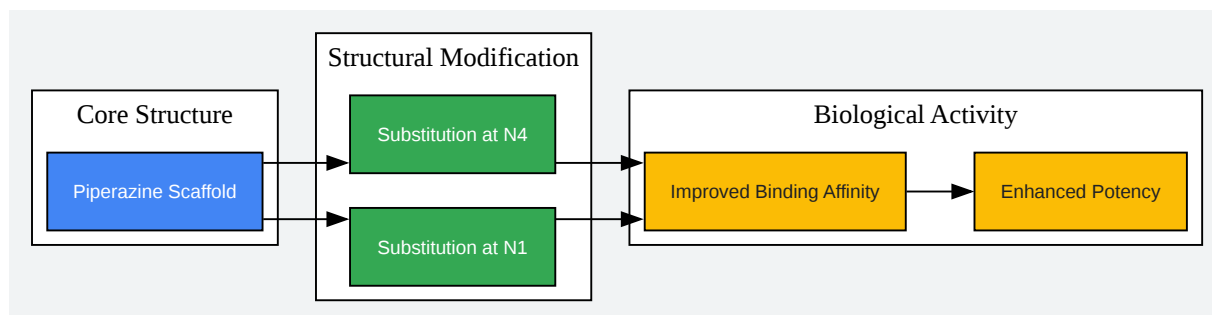 Core Structure
Piperazine Scaffold
Structural Modification
Substitution at N4
Substitution at N1
Biological Activity
Improved Binding Affinity
Enhanced Potency